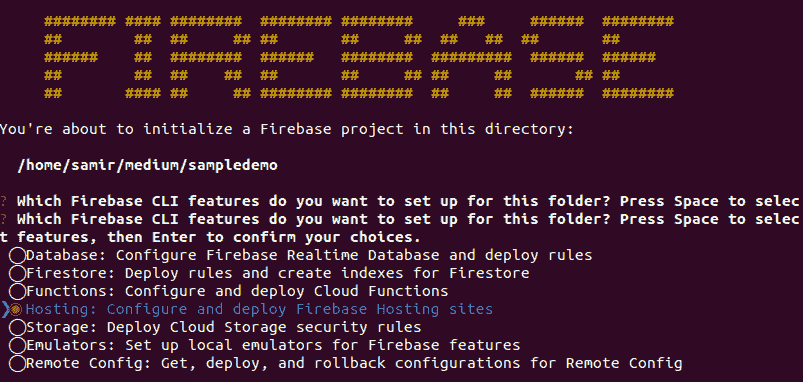 FIREBASE
You're about to initialize a Firebase project in this directory:
/home/samir/medium/sampledemo
? Which Firebase CLI features do you want to set up for this folder? Press Space to selec
? Which Firebase CLI features do you want to set up for this folder? Press Space to selec
t features, then Enter to confirm your choices.
◯Database: Configure Firebase Realtime Database and deploy rules
◯Firestore: Deploy rules and create indexes for Firestore
◯Functions: Configure and deploy Cloud Functions
❯◉Hosting: Configure and deploy Firebase Hosting sites
◯Storage: Deploy Cloud Storage security rules
◯Emulators: Set up local emulators for Firebase features
◯Remote Config: Get, deploy, and rollback configurations for Remote Config